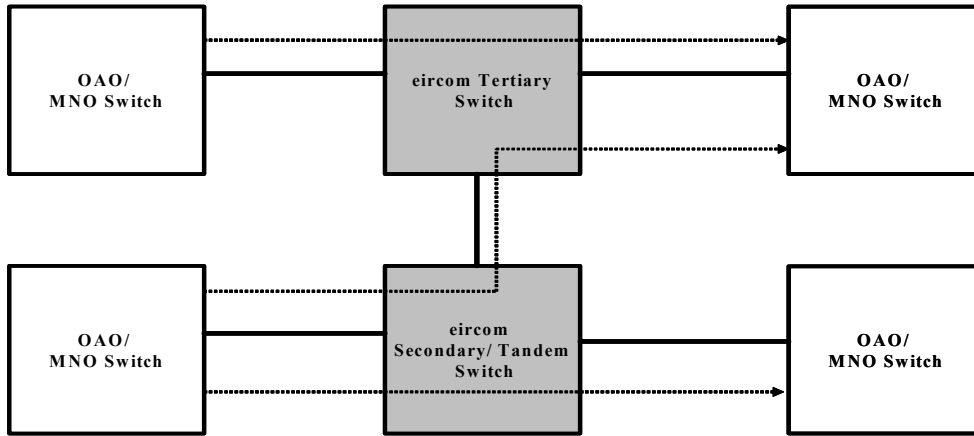 OAO/
MNO Switch
eircom Tertiary
Switch
OAO/
MNO Switch
OAO/
MNO Switch
eircom
Secondary/ Tandem
Switch
OAO/
MNO Switch